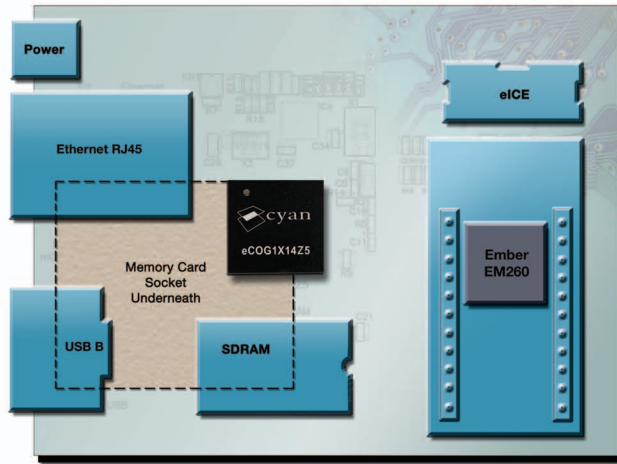 Power
eICE
Ethernet RJ45
cyan
eCOG1X14Z5
Ember
EM260
Memory Card
Socket
Underneath
USB B
SDRAM